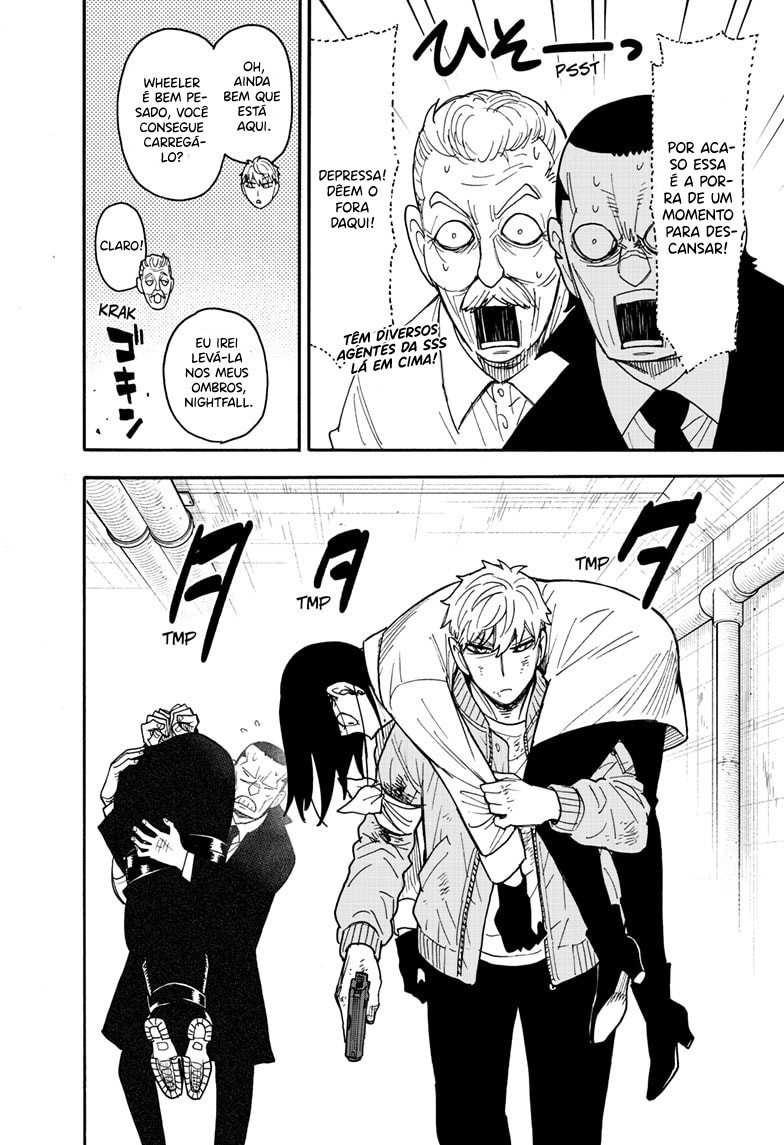 ひそーっ
PSST
POR ACA-
SO ESSA
É A POR-
RA DE UM
MOMENTO
PARA DES-
CANSAR!
DEPRESSA!
DÊEM O
FORA
DAQUI!
TÊM DIVERSOS
AGENTES DA SSS
LÁ EM CIMA!
OH,
AINDA
BEM QUE
ESTÁ
AQUI.
WHEELER
É BEM PE-
SADO, VOCÊ
CONSEGUE
CARREGÁ-
LO?
CLARO!
KRAK
ゴキン
EU IREI
LEVÁ-LA
NOS MEUS
OMBROS,
NIGHTFALL.
タ
TMP
タ
TMP
タ
TMP